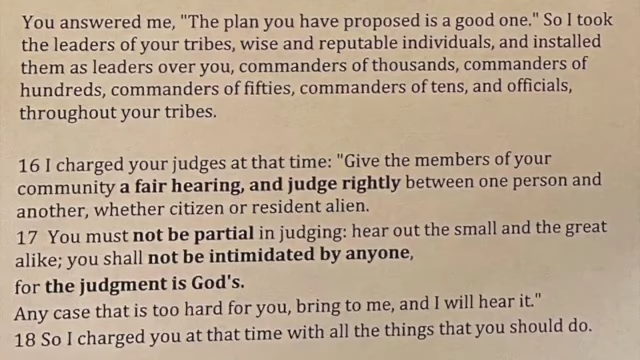 You answered me, "The plan you have proposed is a good one." So I took
the leaders of your tribes, wise and reputable individuals, and installed
them as leaders over you, commanders of thousands, commanders of
hundreds, commanders of fifties, commanders of tens, and officials,
throughout your tribes.
16 I charged your judges at that time: "Give the members of your
community a fair hearing, and judge rightly between one person and
another, whether citizen or resident alien.
17 You must not be partial in judging: hear out the small and the great
alike; you shall not be intimidated by anyone,
for the judgment is God's.
Any case that is too hard for you, bring to me, and I will hear it."
18 So I charged you at that time with all the things that you should do.